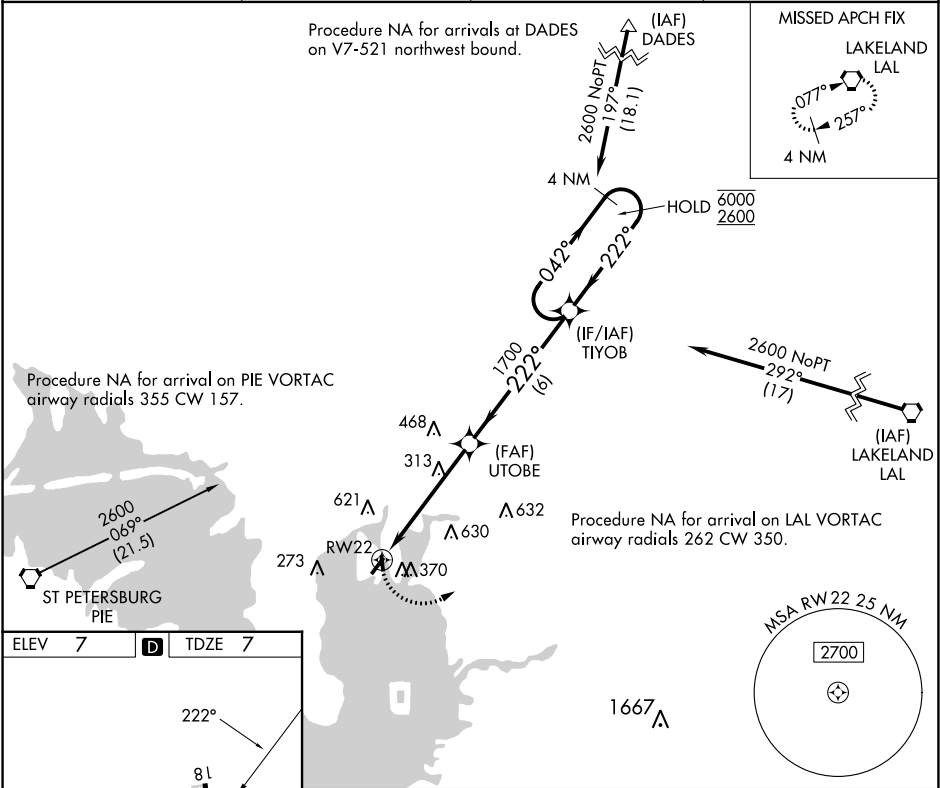 Procedure NA for arrivals at DADES
on V7-521 northwest bound.
(IAF)
DADES
2600 NoPT
197°
(18.1)
MISSED APCH FIX
LAKELAND
LAL
077°
257°
4 NM
4 NM
HOLD
6000
2600
042°
222°
(IF/IAF)
TIYOB
1700
222°
(6)
2600 NoPT
292°
(17)
(IAF)
LAKELAND
LAL
Procedure NA for arrival on PIE VORTAC
airway radials 355 CW 157.
468
(FAF)
UTOBE
313
621
632
630
Procedure NA for arrival on LAL VORTAC
airway radials 262 CW 350.
2600
069°
(21.5)
RW22
273
370
ST PETERSBURG
PIE
MSA RW22 25 NM
2700
ELEV 7
D
TDZE 7
222°
18
1667